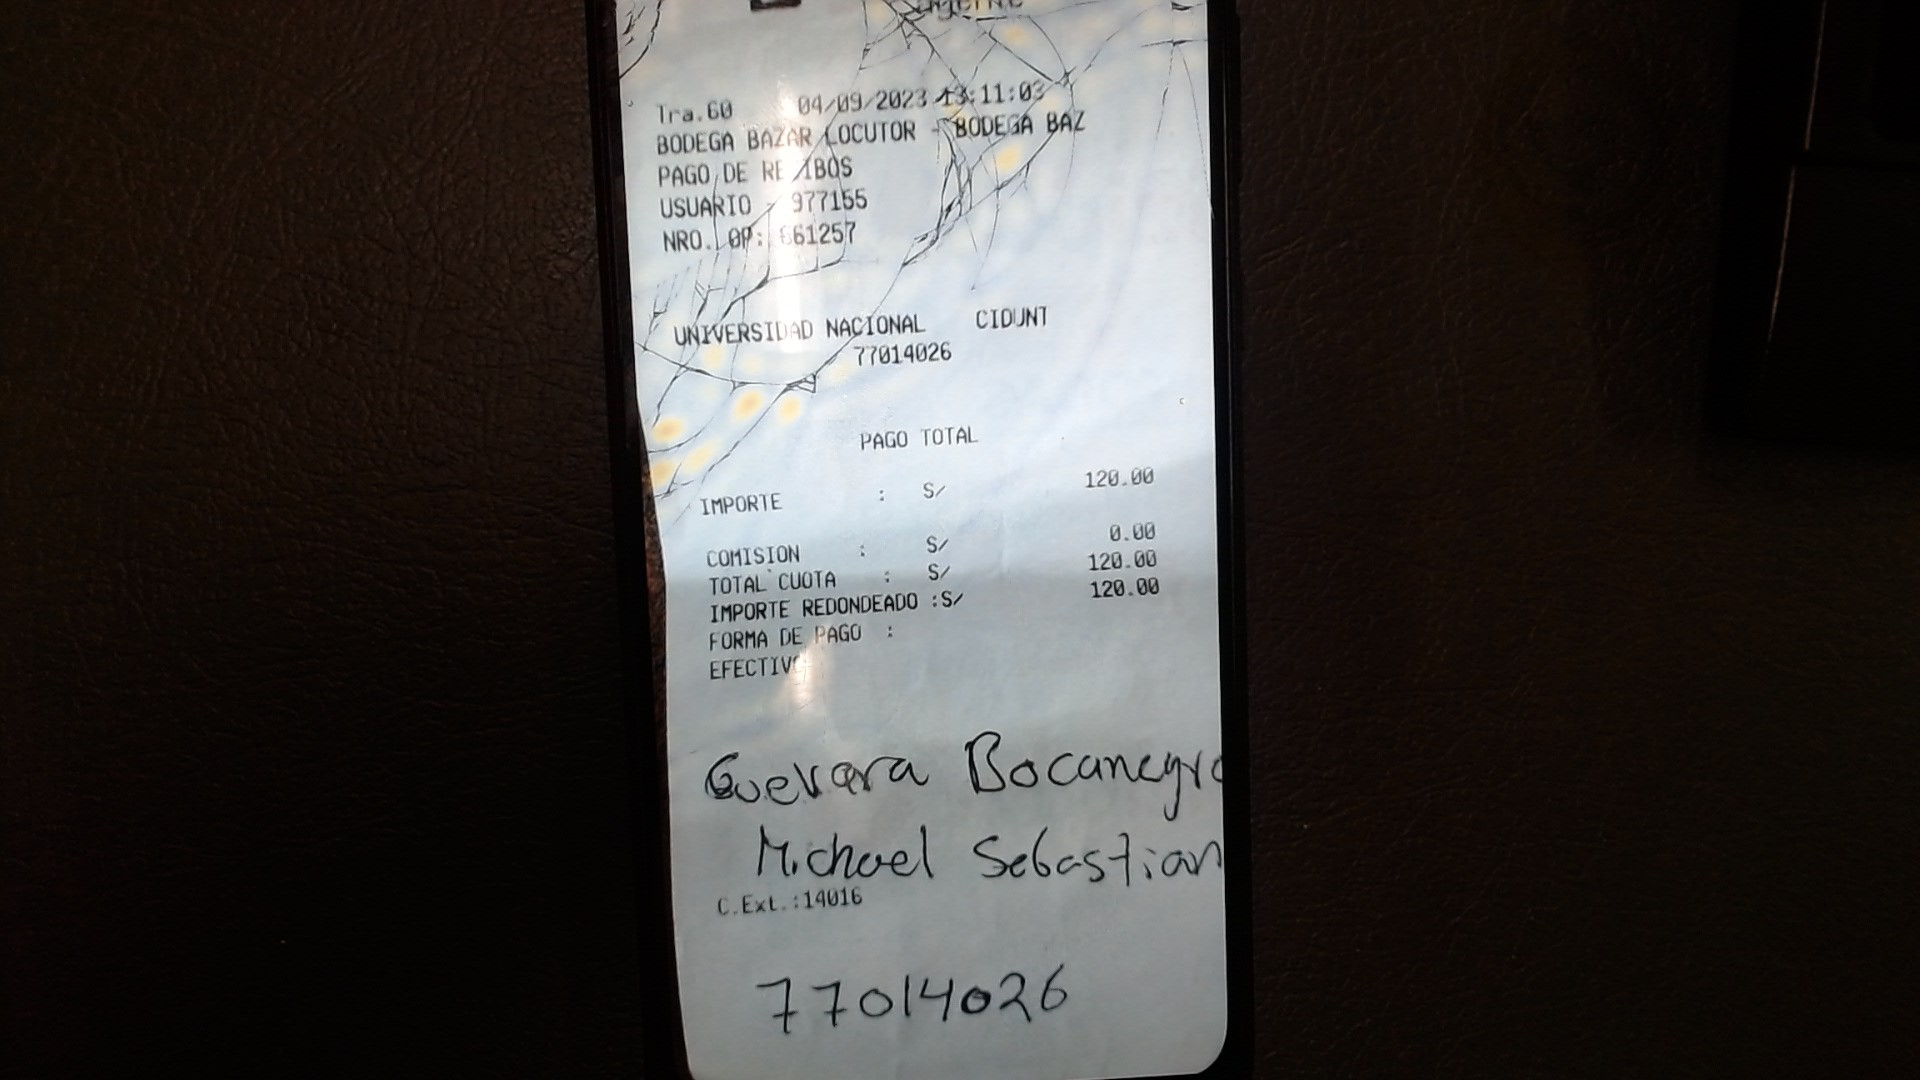 Tra.60 04/09/2023 13:11:03
BODEGA BAZAR LOCUTOR - BODEGA BAZ
PAGO DE RECIBOS
USUARIO - 977155
NRO. OP: 661257
UNIVERSIDAD NACIONAL CIDUNT
77014026
PAGO TOTAL
IMPORTE : S/ 120.00
COMISION : S/ 0.00
TOTAL CUOTA : S/ 120.00
IMPORTE REDONDEADO :S/ 120.00
FORMA DE PAGO :
EFECTIVO
Guevara Bocanegra
Michael Sebastian
C.Ext.:14016
77014026